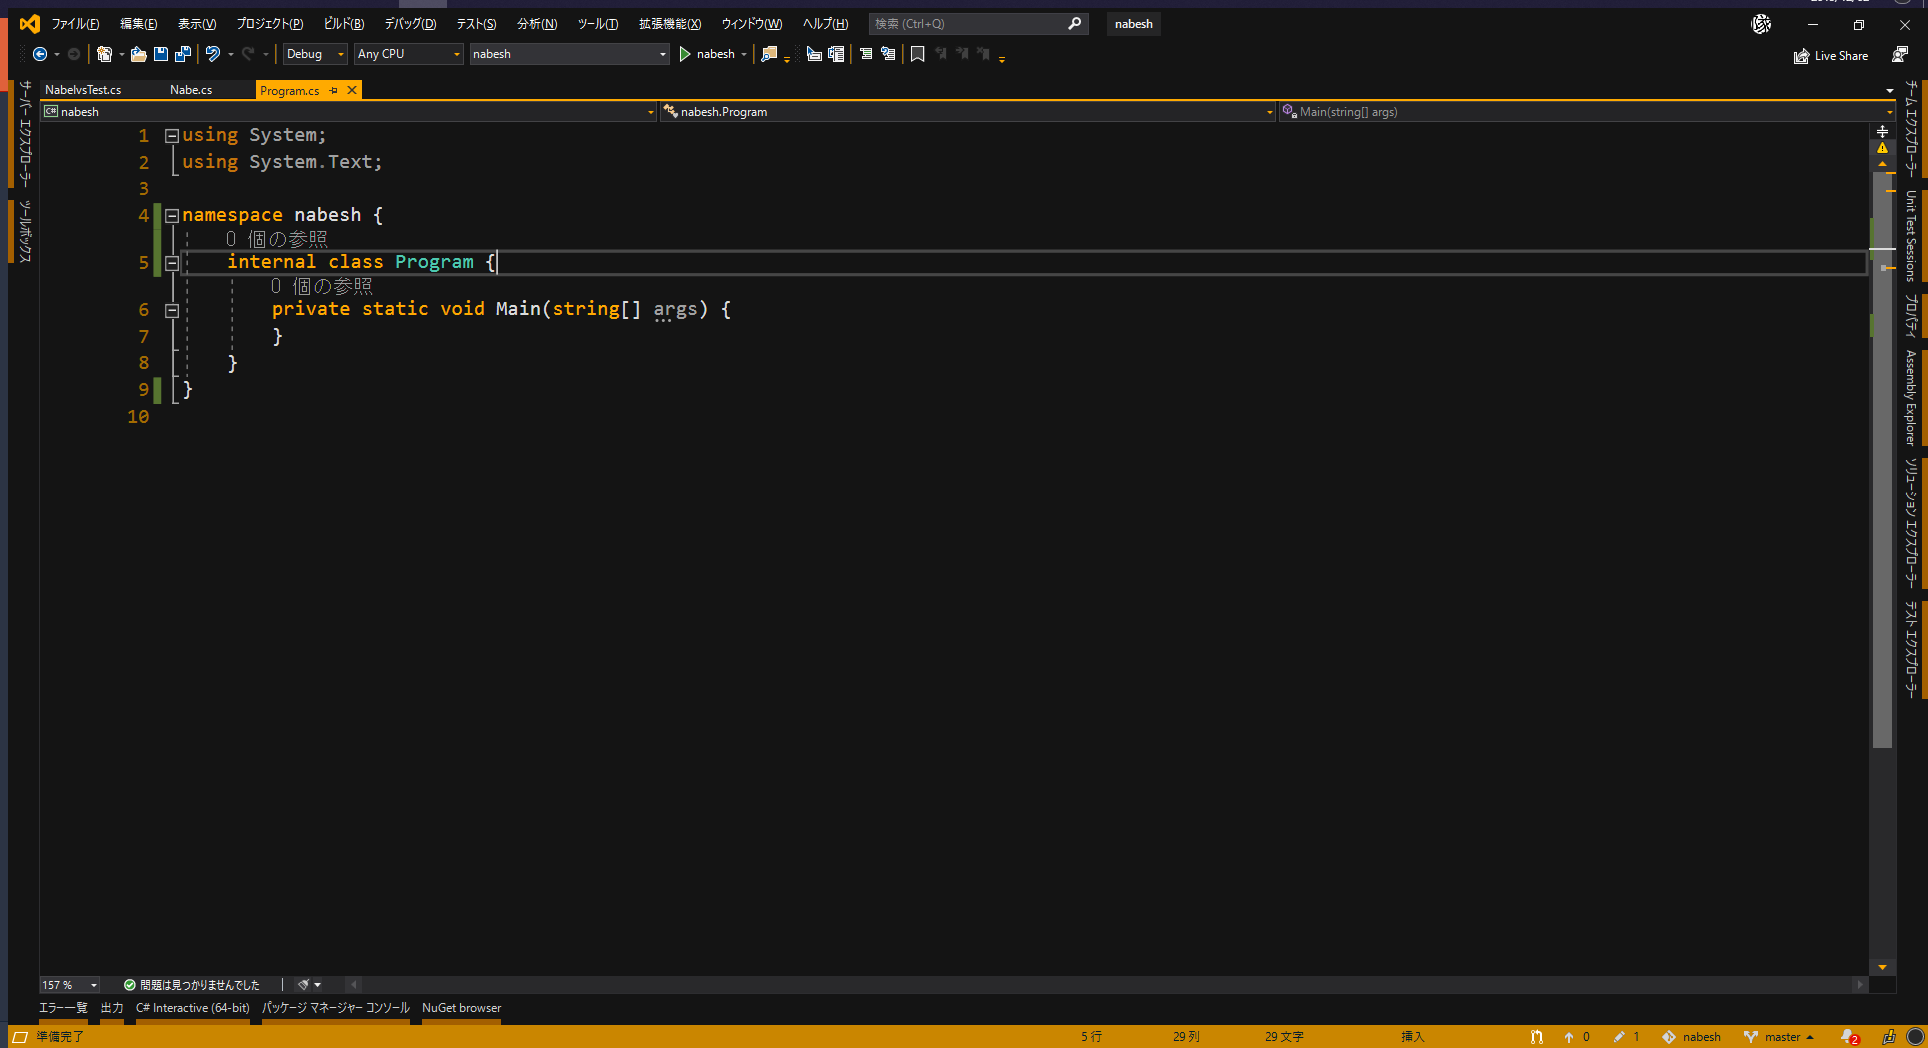 ファイル(F) 編集(E) 表示(V) プロジェクト(P) ビルド(B) デバッグ(D) テスト(S) 分析(N) ツール(T) 拡張機能(X) ウィンドウ(W) ヘルプ(H) 検索 (Ctrl+Q) nabesh
Debug Any CPU nabesh nabesh Live Share
NabeIvsTest.cs Nabe.cs Program.cs
C# nabesh nabesh.Program Main(string[] args)
1 using System;
2 using System.Text;
3
4 namespace nabesh {
0 個の参照
5 internal class Program {
0 個の参照
6 private static void Main(string[] args) {
7 }
8 }
9 }
10
サーバー エクスプローラー
ツールボックス
チーム エクスプローラー
Unit Test Sessions
プロパティ
Assembly Explorer
ソリューション エクスプローラー
テスト エクスプローラー
157 % 問題は見つかりませんでした
エラー一覧 出力 C# Interactive (64-bit) パッケージ マネージャー コンソール NuGet browser
準備完了 5 行 29 列 29 文字 挿入 0 1 nabesh master 2